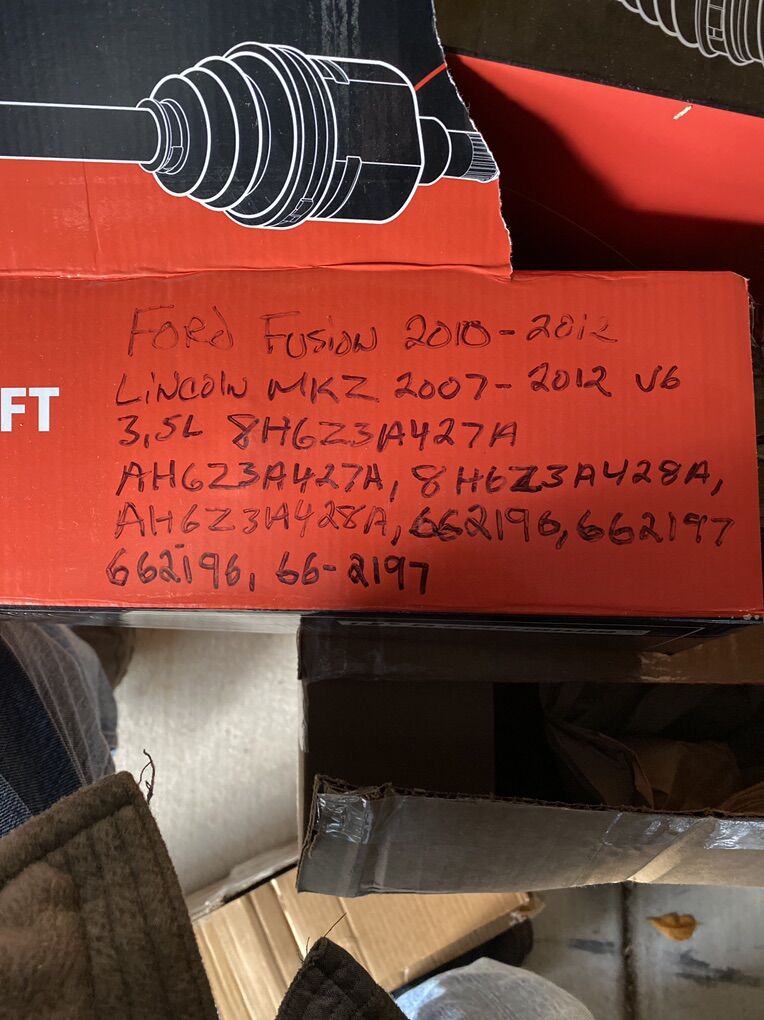 Ford Fusion 2010-2012
Lincoln MKZ 2007-2012 V6
FT
3,5L 8H6Z3A427A
AH6Z3A427A, 8H6Z3A428A,
AH6Z3A428A, 662196, 662197
662196, 66-2197